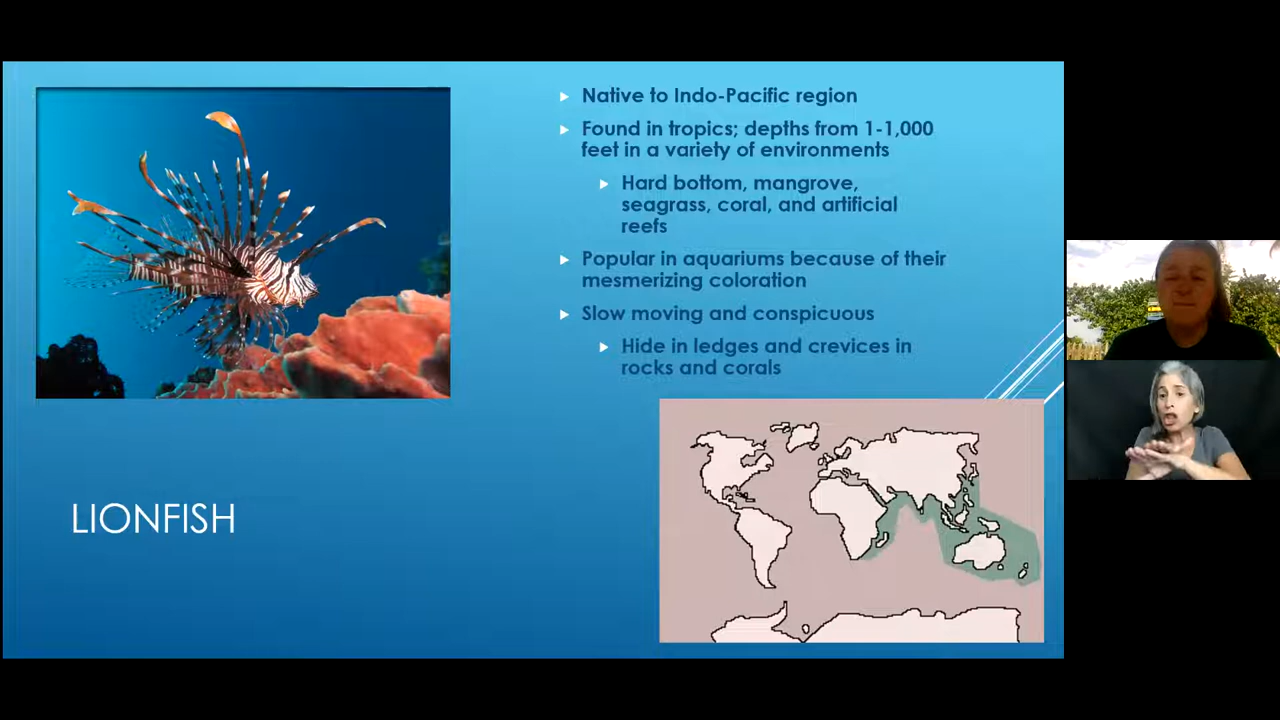 Native to Indo-Pacific region
Found in tropics; depths from 1-1,000
feet in a variety of environments
Hard bottom, mangrove,
seagrass, coral, and artificial
reefs
Popular in aquariums because of their
mesmerizing coloration
Slow moving and conspicuous
Hide in ledges and crevices in
rocks and corals
LIONFISH